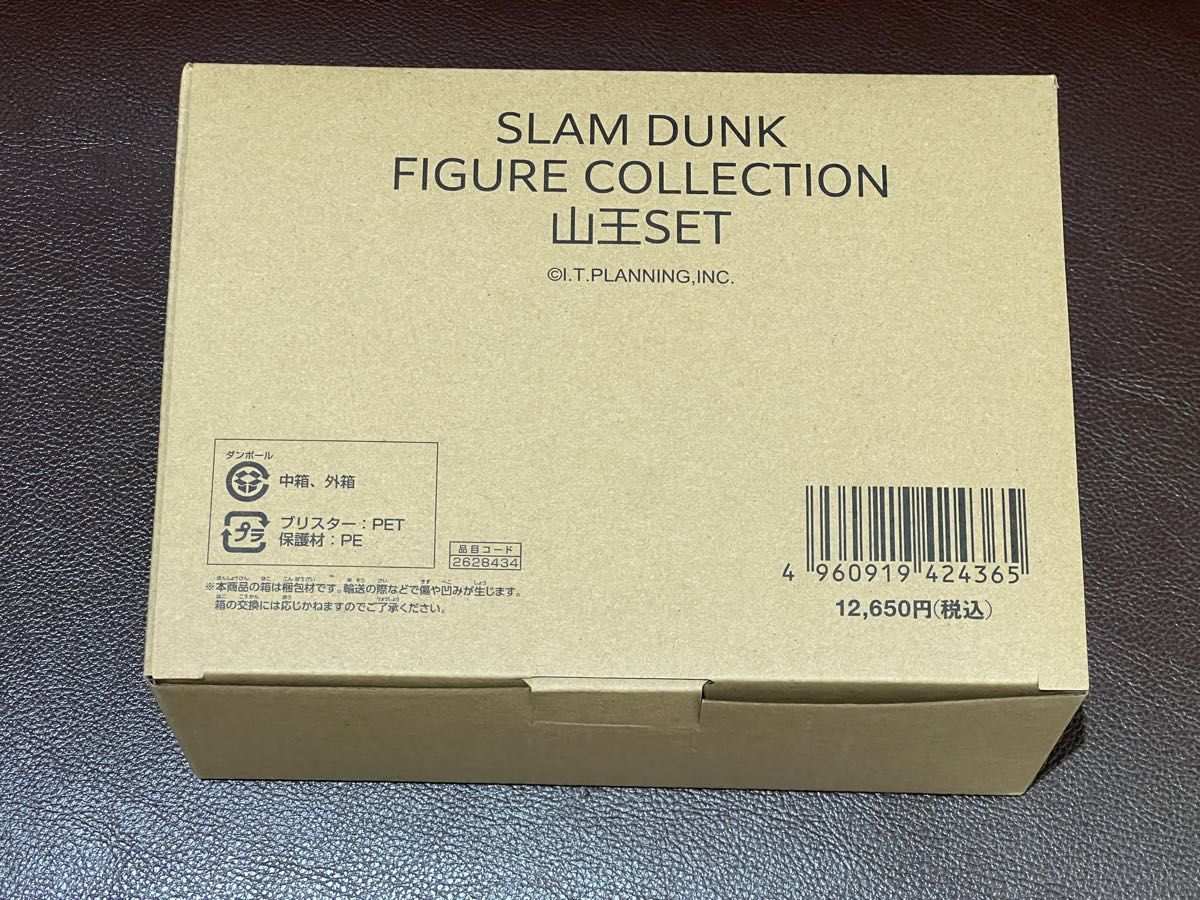 SLAM DUNK
FIGURE COLLECTION
山王SET
©I.T.PLANNING,INC.
ダンボール
中箱、外箱
プラ
ブリスター：PET
保護材：PE
品目コード
2628434
※本商品の箱は梱包材です。輸送の際などで傷や凹みが生じます。
箱の交換には応じかねますのでご了承ください。
4 960919 424365
12,650円(税込)